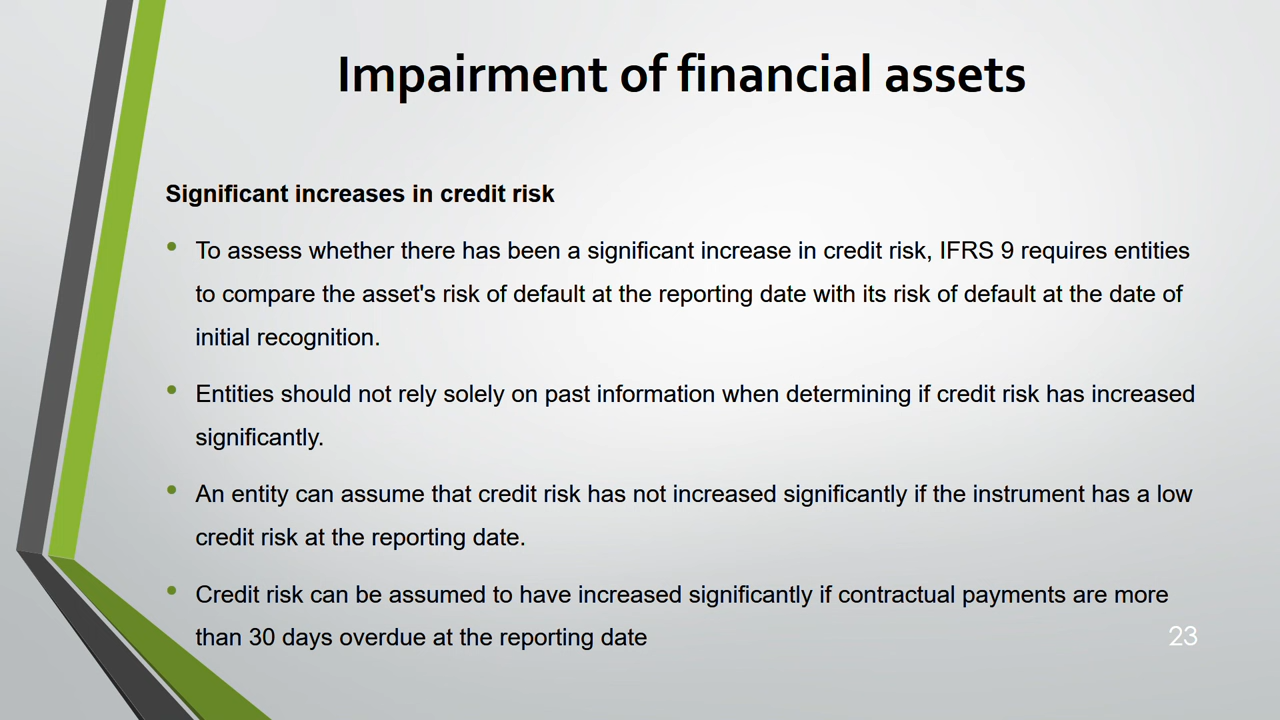 Impairment of financial assets
Significant increases in credit risk
• To assess whether there has been a significant increase in credit risk, IFRS 9 requires entities
to compare the asset's risk of default at the reporting date with its risk of default at the date of
initial recognition.
• Entities should not rely solely on past information when determining if credit risk has increased
significantly.
• An entity can assume that credit risk has not increased significantly if the instrument has a low
credit risk at the reporting date.
• Credit risk can be assumed to have increased significantly if contractual payments are more
than 30 days overdue at the reporting date
23